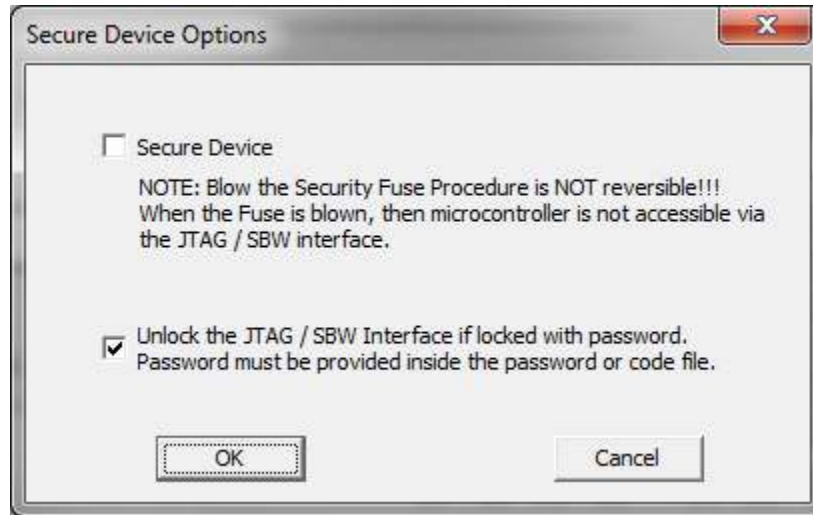 Secure Device Options
Secure Device
NOTE: Blow the Security Fuse Procedure is NOT reversible!!!
When the Fuse is blown, then microcontroller is not accessible via
the JTAG / SBW interface.
Unlock the JTAG / SBW Interface if locked with password.
Password must be provided inside the password or code file.
OK
Cancel